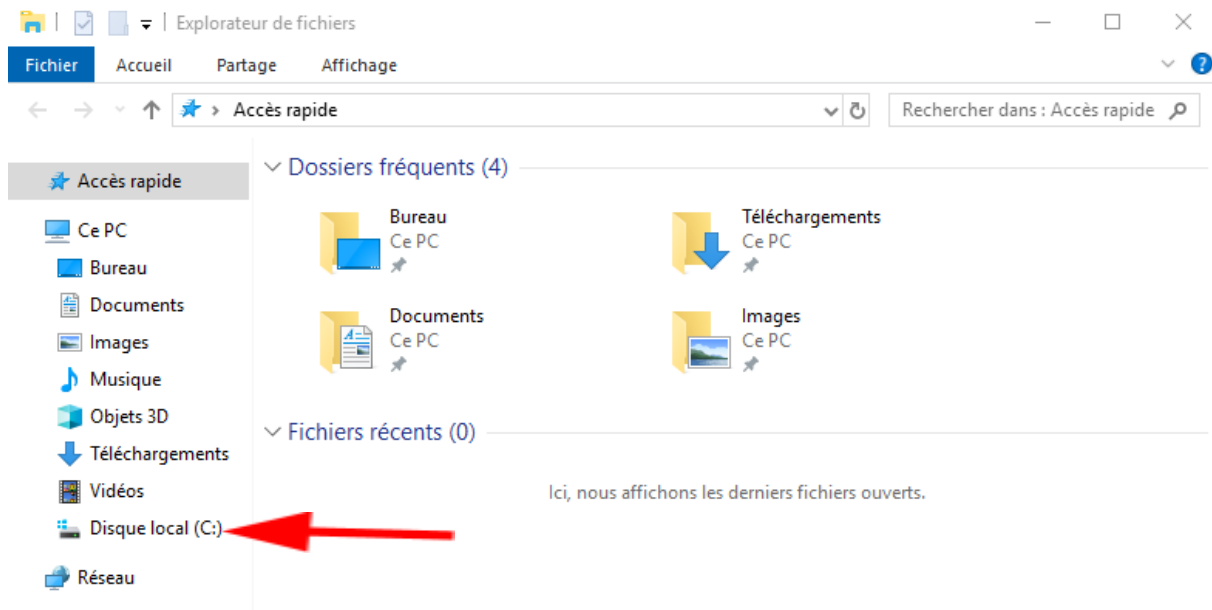 Explorateur de fichiers
Fichier Accueil Partage Affichage
Accès rapide Rechercher dans : Accès rapide
Accès rapide
Ce PC
Bureau
Documents
Images
Musique
Objets 3D
Téléchargements
Vidéos
Disque local (C:)
Réseau
Dossiers fréquents (4)
Bureau
Ce PC
Téléchargements
Ce PC
Documents
Ce PC
Images
Ce PC
Fichiers récents (0)
Ici, nous affichons les derniers fichiers ouverts.